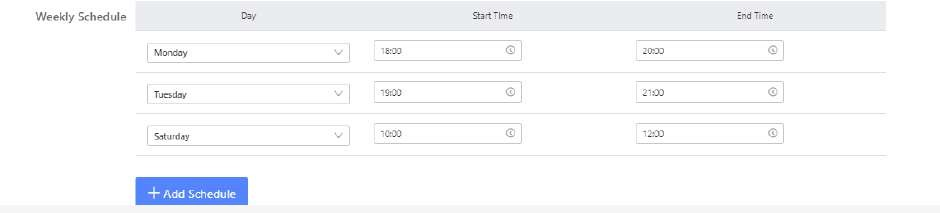 Weekly Schedule Day Start Time End Time
Monday 18:00 20:00
Tuesday 19:00 21:00
Saturday 10:00 12:00
+ Add Schedule